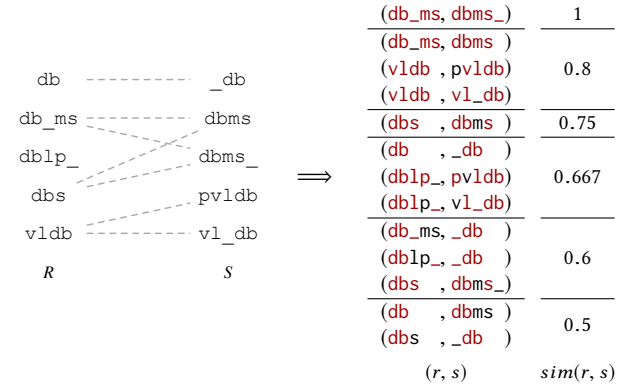 db _db
db_ms dbms
dblp_ dbms_
dbs pvldb
vldb vl_db
R S
⟹
(db_ms, dbms_) 1
(db_ms, dbms )
(vldb , pvldb) 0.8
(vldb , vl_db)
(dbs , dbms ) 0.75
(db , _db )
(dblp_, pvldb) 0.667
(dblp_, vl_db)
(db_ms, _db )
(dblp_, _db ) 0.6
(dbs , dbms_)
(db , dbms ) 0.5
(dbs , _db )
(r, s) sim(r, s)